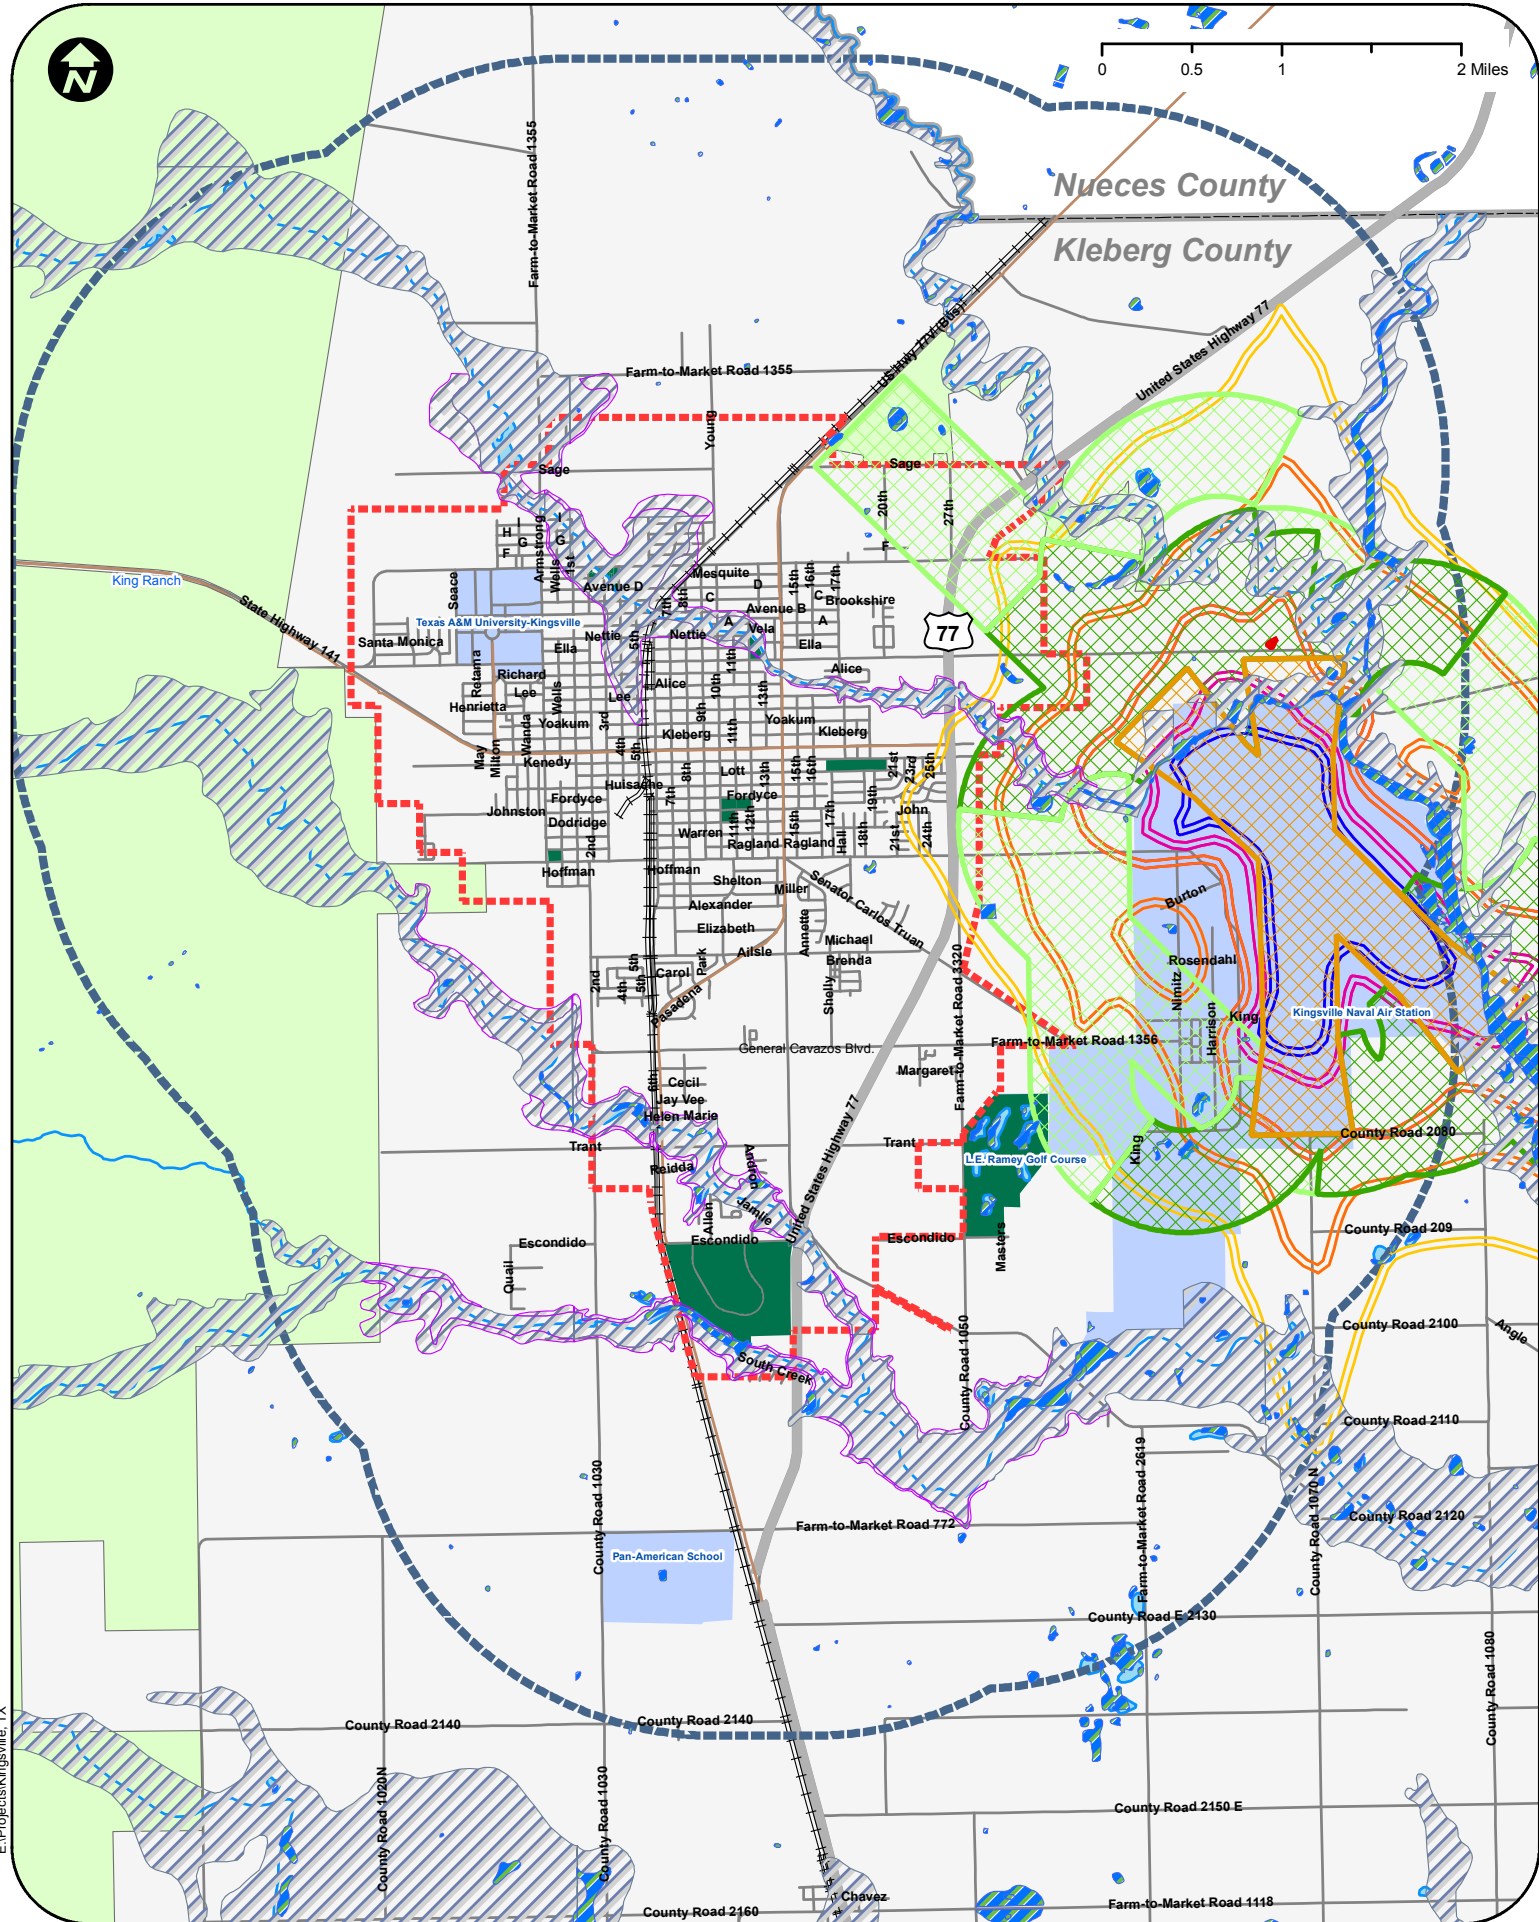 N
0 0.5 1 2 Miles
Nueces County
Kleberg County
Farm-to-Market Road 1355
US Hwy 77V (Bus)
United States Highway 77
Farm-to-Market Road 1355
Young
Sage
Sage
20th
27th
F
H
I
I
G
G
F
Armstrong
Wells
1st
Mesquite
D
15th
16th
17th
King Ranch
Seace
Avenue D
7th
8th
C
C
Brookshire
Avenue B
State Highway 141
Texas A&M University-Kingsville
A
A
77
Santa Monica
Nettie
5th
Nettie
Vela
Ella
Ella
11th
Alice
Retama
Richard
Lee
Wells
Lee
Alice
10th
13th
Henrietta
9th
Wanda
Yoakum
3rd
Yoakum
Kleberg
11th
Kleberg
May
Milton
4th
5th
Kenedy
8th
Lott
13th
15th
16th
21st
23rd
25th
Huisache
Fordyce
7th
Fordyce
19th
Johnston
John
Dodridge
11th
12th
15th
17th
2nd
Warren
Hall
18th
21st
24th
Ragland
Ragland
Hoffman
Hoffman
Shelton
Miller
Senator Carlos Truan
Alexander
Burton
Elizabeth
Annette
Michael
Ailsle
Park
Brenda
Rosendahl
Farm-to-Market Road 3320
2nd
5th
4th
5th
Carol
Shelly
Nimitz
Pasadena
King
Kingsville Naval Air Station
Harrison
General Cavazos Blvd.
Farm-to-Market Road 1356
6th
Cecil
Margaret
Jay Vee
Helen Marie
United States Highway 77
Trant
Trant
King
County Road 2080
Reidda
Andron
L.E. Ramey Golf Course
Allen
Jamlie
Escondido
Escondido
Escondido
Masters
County Road 209
Quail
County Road 2100
Angle
South Creek
County Road 1050
County Road 2110
County Road 1030
Farm-to-Market Road 2619
County Road 1070 N
County Road 2120
Farm-to-Market Road 772
Pan-American School
County Road E 2130
County Road 1080
County Road 2140
County Road 2140
County Road 1020N
County Road 1030
County Road 2150 E
Chavez
Farm-to-Market Road 1118
County Road 2160